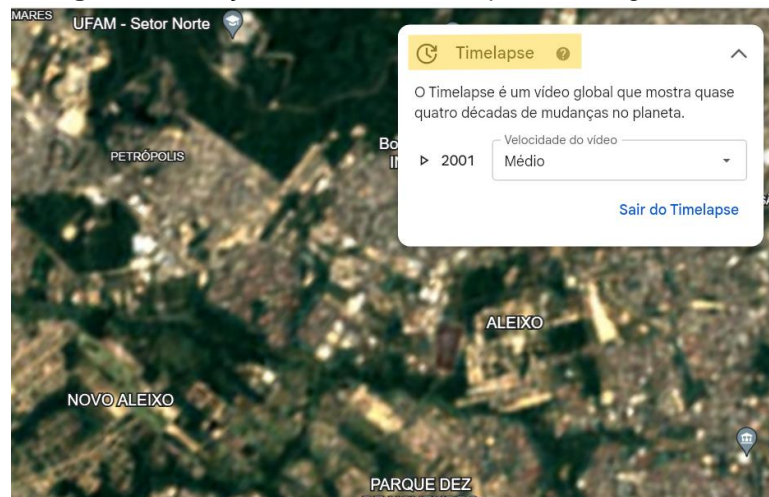 MARES
UFAM - Setor Norte
PETRÓPOLIS
Bo
Timelapse
O Timelapse é um vídeo global que mostra quase
quatro décadas de mudanças no planeta.
Velocidade do vídeo
2001
Médio
Sair do Timelapse
ALEIXO
NOVO ALEIXO
PARQUE DEZ